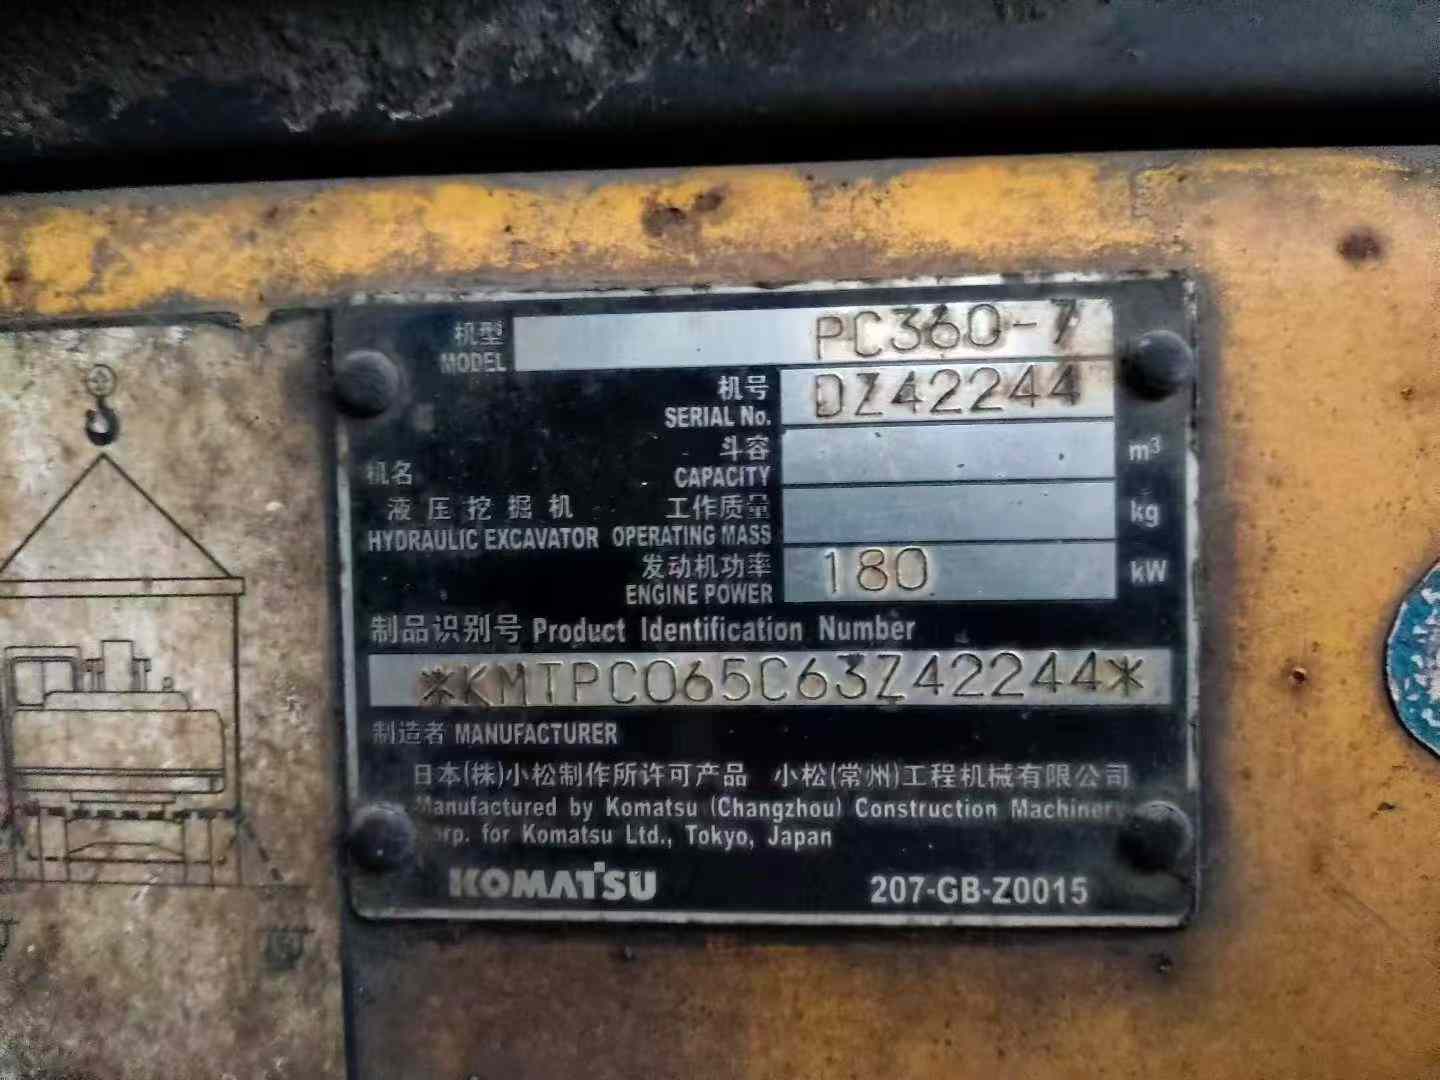 机型 PC360-7
MODEL
机号 DZ42244
SERIAL No.
斗容 m³
CAPACITY
机名
液压挖掘机 工作质量 kg
HYDRAULIC EXCAVATOR OPERATING MASS
发动机功率 180 kW
ENGINE POWER
制品识别号 Product Identification Number
*KMTPC065C63Z42244*
制造者 MANUFACTURER
日本(株)小松制作所许可产品 小松(常州)工程机械有限公司
Manufactured by Komatsu (Changzhou) Construction Machinery
Corp. for Komatsu Ltd., Tokyo, Japan
KOMATSU 207-GB-Z0015